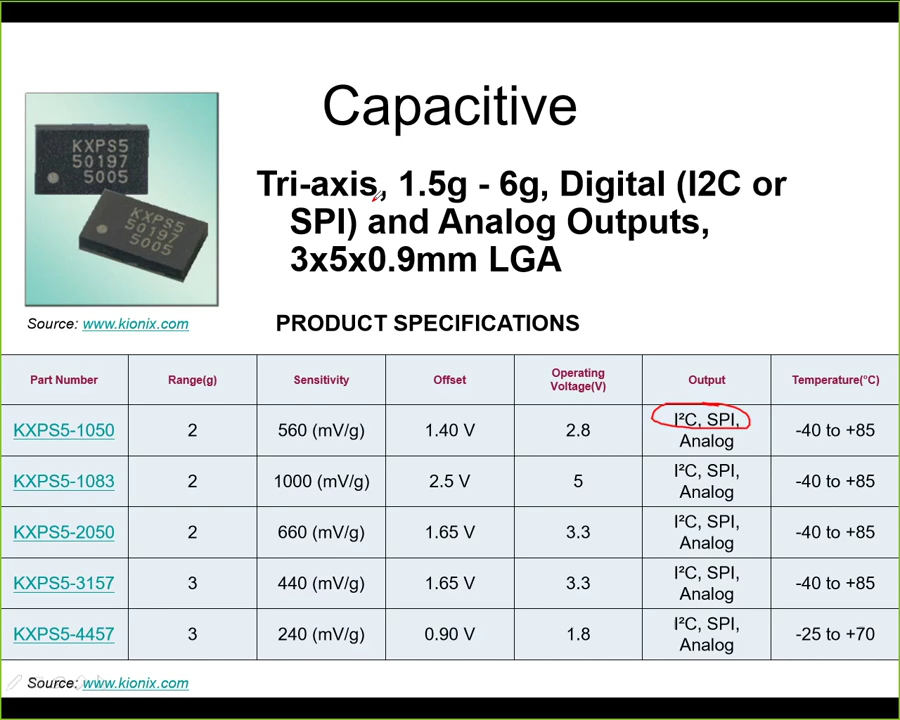 Capacitive
KXPS5
50197
5005
KXPS5
50197
5005
Tri-axis, 1.5g - 6g, Digital (I2C or
SPI) and Analog Outputs,
3x5x0.9mm LGA
Source: www.kionix.com
PRODUCT SPECIFICATIONS
Part Number Range(g) Sensitivity Offset Operating Voltage(V) Output Temperature(°C)
KXPS5-1050 2 560 (mV/g) 1.40 V 2.8 I²C, SPI, Analog -40 to +85
KXPS5-1083 2 1000 (mV/g) 2.5 V 5 I²C, SPI, Analog -40 to +85
KXPS5-2050 2 660 (mV/g) 1.65 V 3.3 I²C, SPI, Analog -40 to +85
KXPS5-3157 3 440 (mV/g) 1.65 V 3.3 I²C, SPI, Analog -40 to +85
KXPS5-4457 3 240 (mV/g) 0.90 V 1.8 I²C, SPI, Analog -25 to +70
Source: www.kionix.com